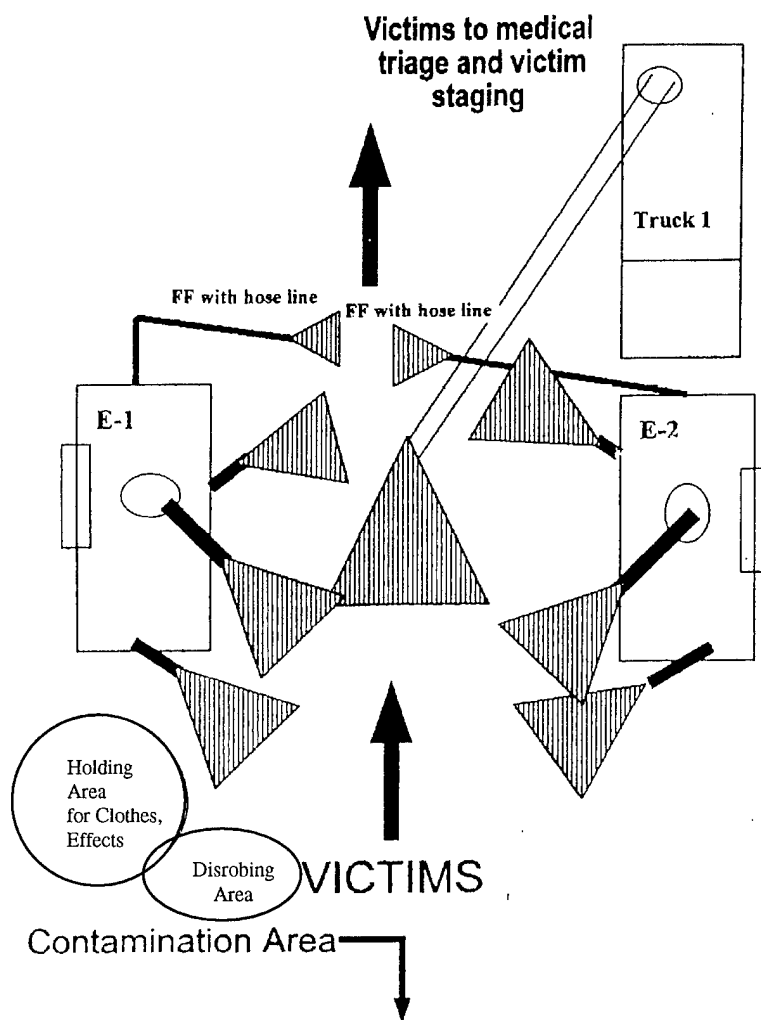 Victims to medical
triage and victim
staging
Truck 1
FF with hose line
FF with hose line
E-1
E-2
Holding
Area
for Clothes,
Effects
Disrobing
Area
VICTIMS
Contamination Area